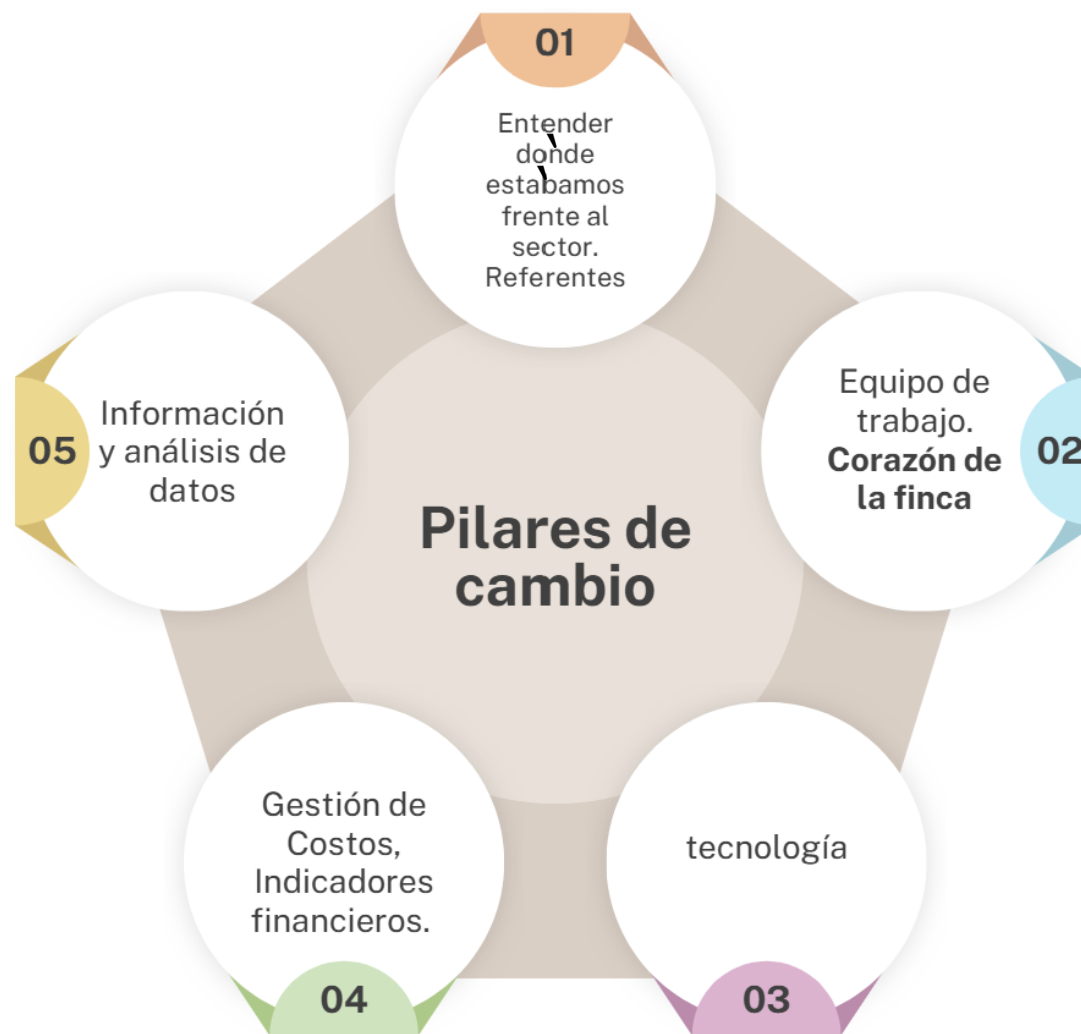 01
Entender
donde
estabamos
frente al
sector.
Referentes
02
Equipo de
trabajo.
Corazón de
la finca
03
tecnología
04
Gestión de
Costos,
Indicadores
financieros.
05
Información
y análisis de
datos
Pilares de
cambio